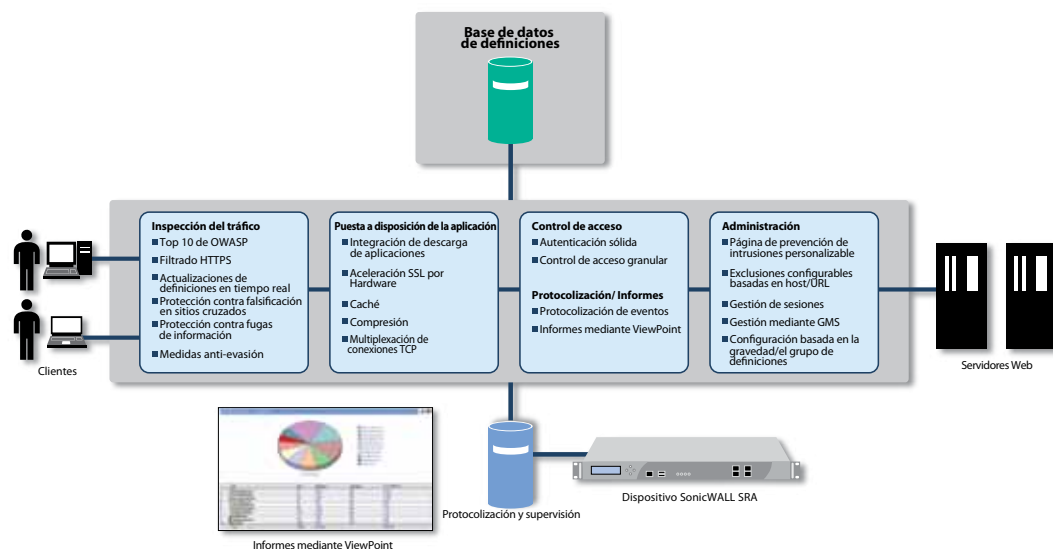 Base de datos
de definiciones
Inspección del tráfico
Top 10 de OWASP
Filtrado HTTPS
Actualizaciones de
definiciones en tiempo real
Protección contra falsificación
en sitios cruzados
Protección contra fugas
de información
Medidas anti-evasión
Puesta a disposición de la aplicación
Integración de descarga
de aplicaciones
Aceleración SSL por
Hardware
Caché
Compresión
Multiplexación de
conexiones TCP
Control de acceso
Autenticación sólida
Control de acceso granular
Protocolización/ Informes
Protocolización de eventos
Informes mediante ViewPoint
Administración
Página de prevención de
intrusiones personalizable
Exclusiones configurables
basadas en host/URL
Gestión de sesiones
Gestión mediante GMS
Configuración basada en la
gravedad/el grupo de
definiciones
Clientes
Servidores Web
Protocolización y supervisión
Dispositivo SonicWALL SRA
Informes mediante ViewPoint